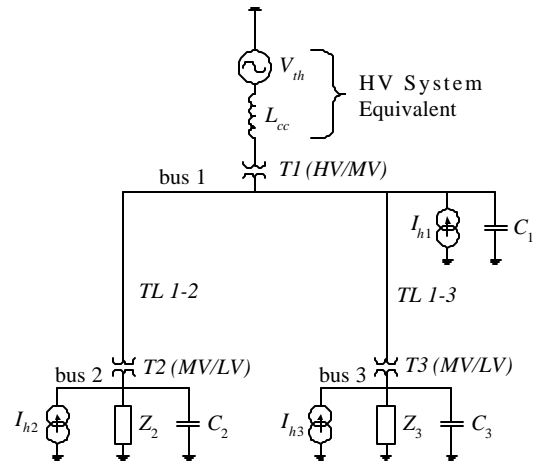 V_th
HV System
Equivalent
L_cc
T1 (HV/MV)
bus 1
I_h1
C_1
TL 1-2
TL 1-3
T2 (MV/LV)
T3 (MV/LV)
bus 2
bus 3
I_h2
Z_2
C_2
I_h3
Z_3
C_3